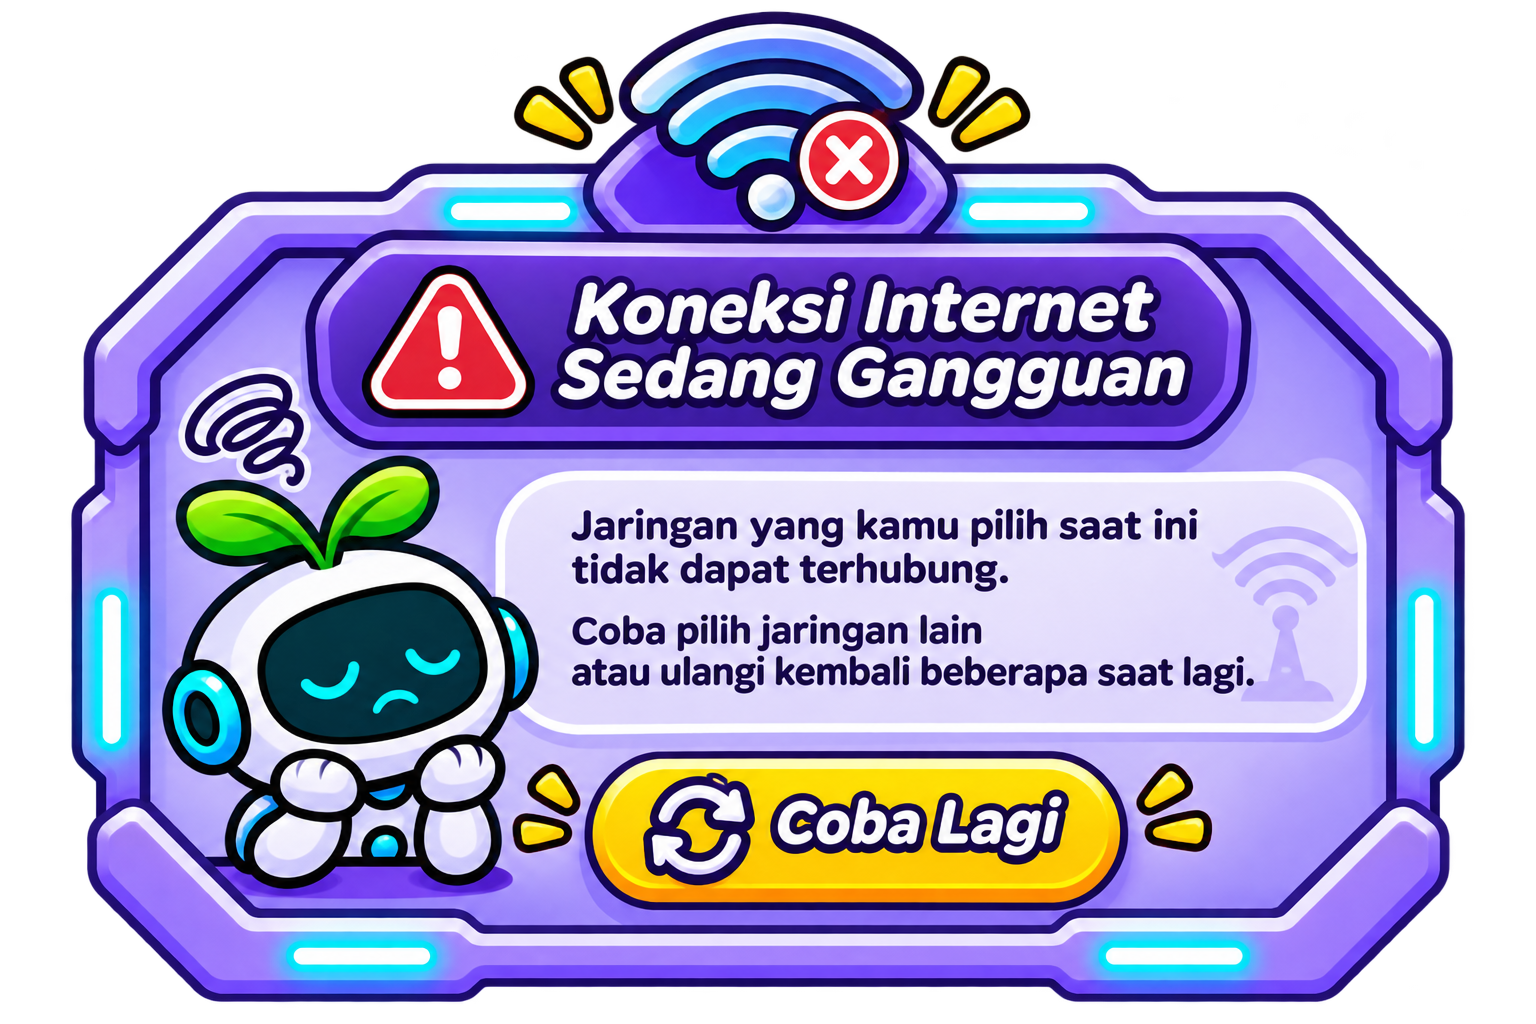 Koneksi Internet
Sedang Gangguan
Jaringan yang kamu pilih saat ini
tidak dapat terhubung.
Coba pilih jaringan lain
atau ulangi kembali beberapa saat lagi.
Coba Lagi